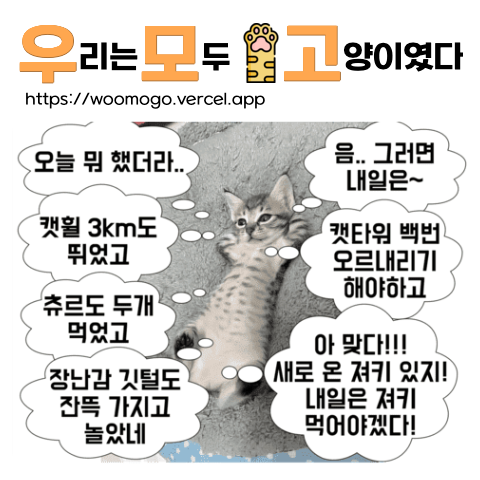 우리는 모두 고양이였다
https://woomogo.vercel.app
오늘 뭐 했더라..
캣휠 3km도
뛰었고
츄르도 두개
먹었고
장난감 깃털도
잔뜩 가지고
놀았네
음.. 그러면
내일은~
캣타워 백번
오르내리기
해야하고
아 맞다!!!
새로 온 져키 있지!
내일은 져키
먹어야겠다!